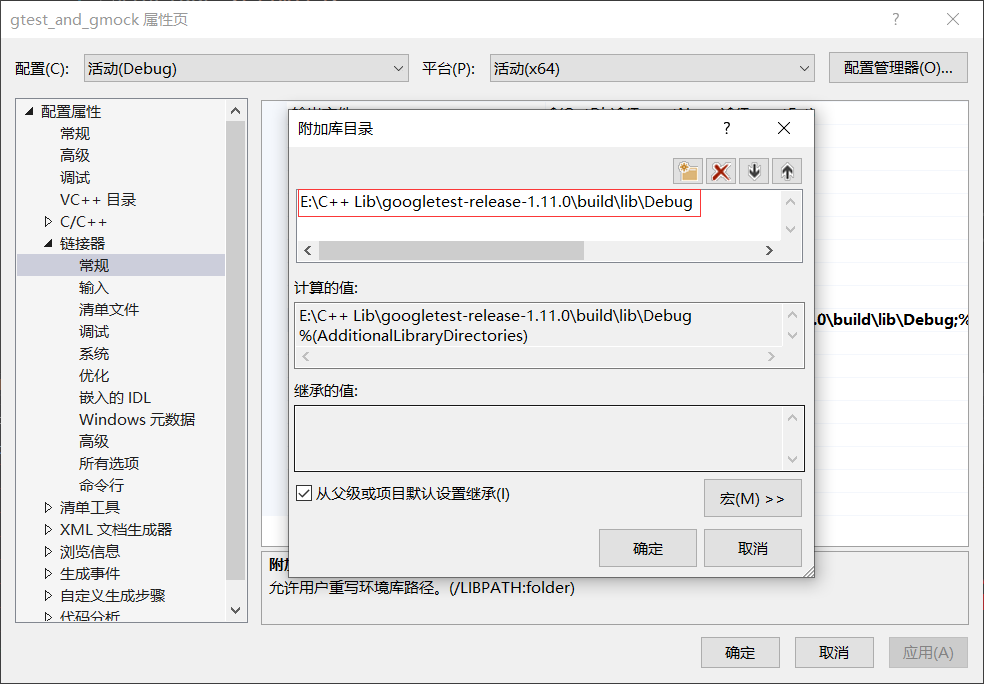 gtest_and_gmock 属性页
配置(C):
活动(Debug)
平台(P):
活动(x64)
配置管理器(O)...
配置属性
常规
高级
调试
VC++ 目录
C/C++
链接器
常规
输入
清单文件
调试
系统
优化
嵌入的 IDL
Windows 元数据
高级
所有选项
命令行
清单工具
XML 文档生成器
浏览信息
生成事件
自定义生成步骤
代码分析
附加库目录
E:\C++ Lib\googletest-release-1.11.0\build\lib\Debug
计算的值:
E:\C++ Lib\googletest-release-1.11.0\build\lib\Debug
%(AdditionalLibraryDirectories)
继承的值:
从父级或项目默认设置继承(I)
宏(M) >>
确定
取消
.0\build\lib\Debug;%
附加
允许用户重写环境库路径。(/LIBPATH:folder)
确定
取消
应用(A)